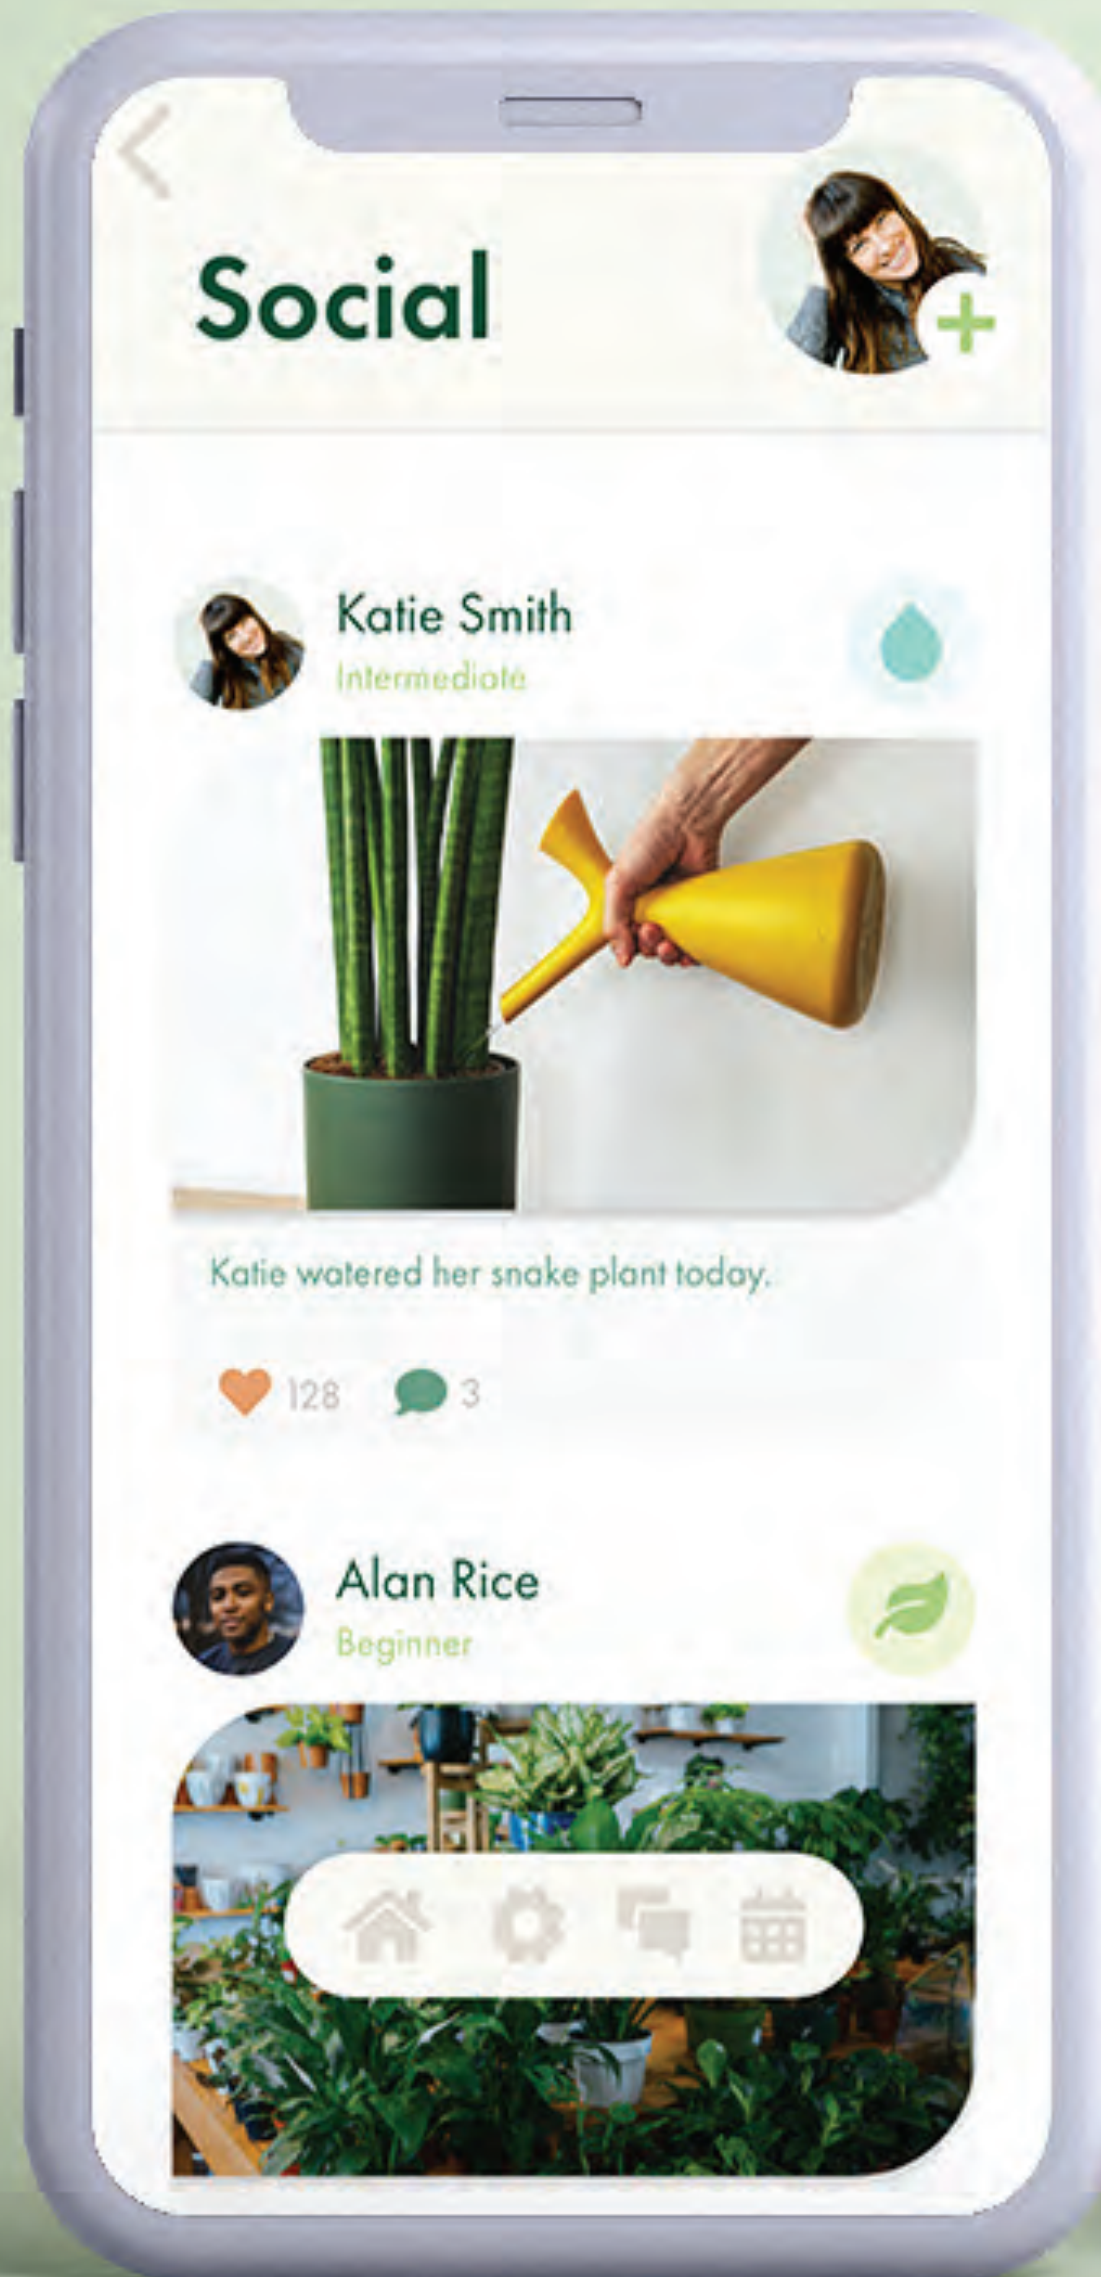 Social
Katie Smith
Intermediate
Katie watered her snake plant today.
128
3
Alan Rice
Beginner